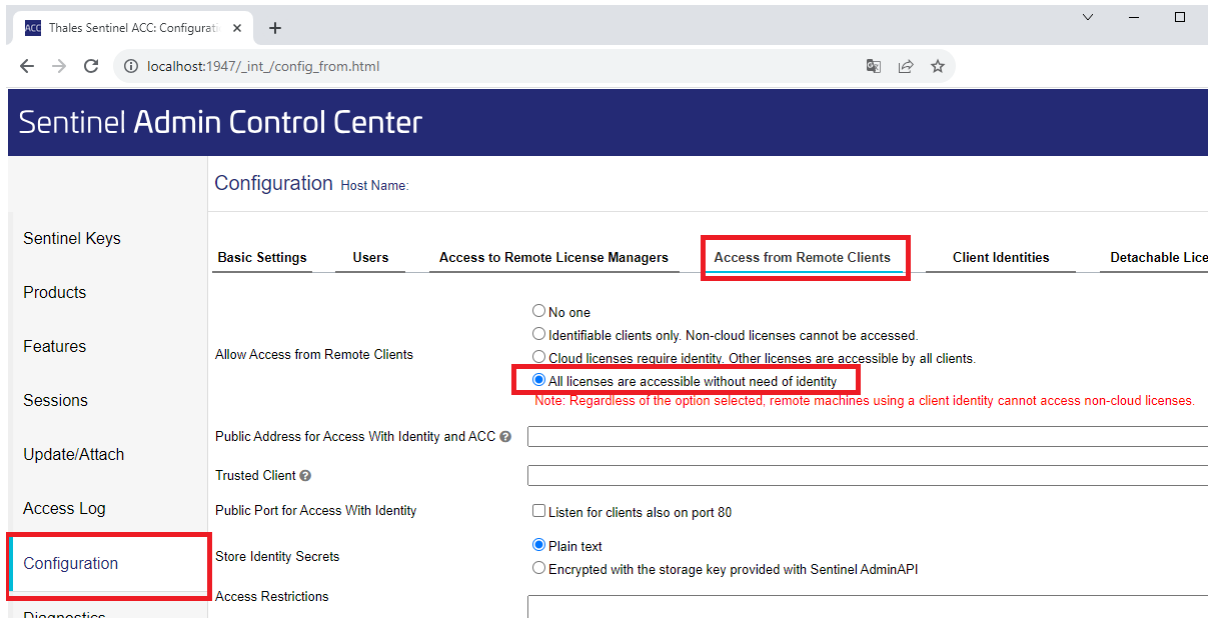 ACC Thales Sentinel ACC: Configurati
localhost:1947/_int_/config_from.html
Sentinel Admin Control Center
Configuration Host Name:
Sentinel Keys
Products
Features
Sessions
Update/Attach
Access Log
Configuration
Diagnostics
Basic Settings Users Access to Remote License Managers Access from Remote Clients Client Identities Detachable Lice
Allow Access from Remote Clients
No one
Identifiable clients only. Non-cloud licenses cannot be accessed.
Cloud licenses require identity. Other licenses are accessible by all clients.
All licenses are accessible without need of identity
Note: Regardless of the option selected, remote machines using a client identity cannot access non-cloud licenses.
Public Address for Access With Identity and ACC ?
Trusted Client ?
Public Port for Access With Identity
Listen for clients also on port 80
Store Identity Secrets
Plain text
Encrypted with the storage key provided with Sentinel AdminAPI
Access Restrictions